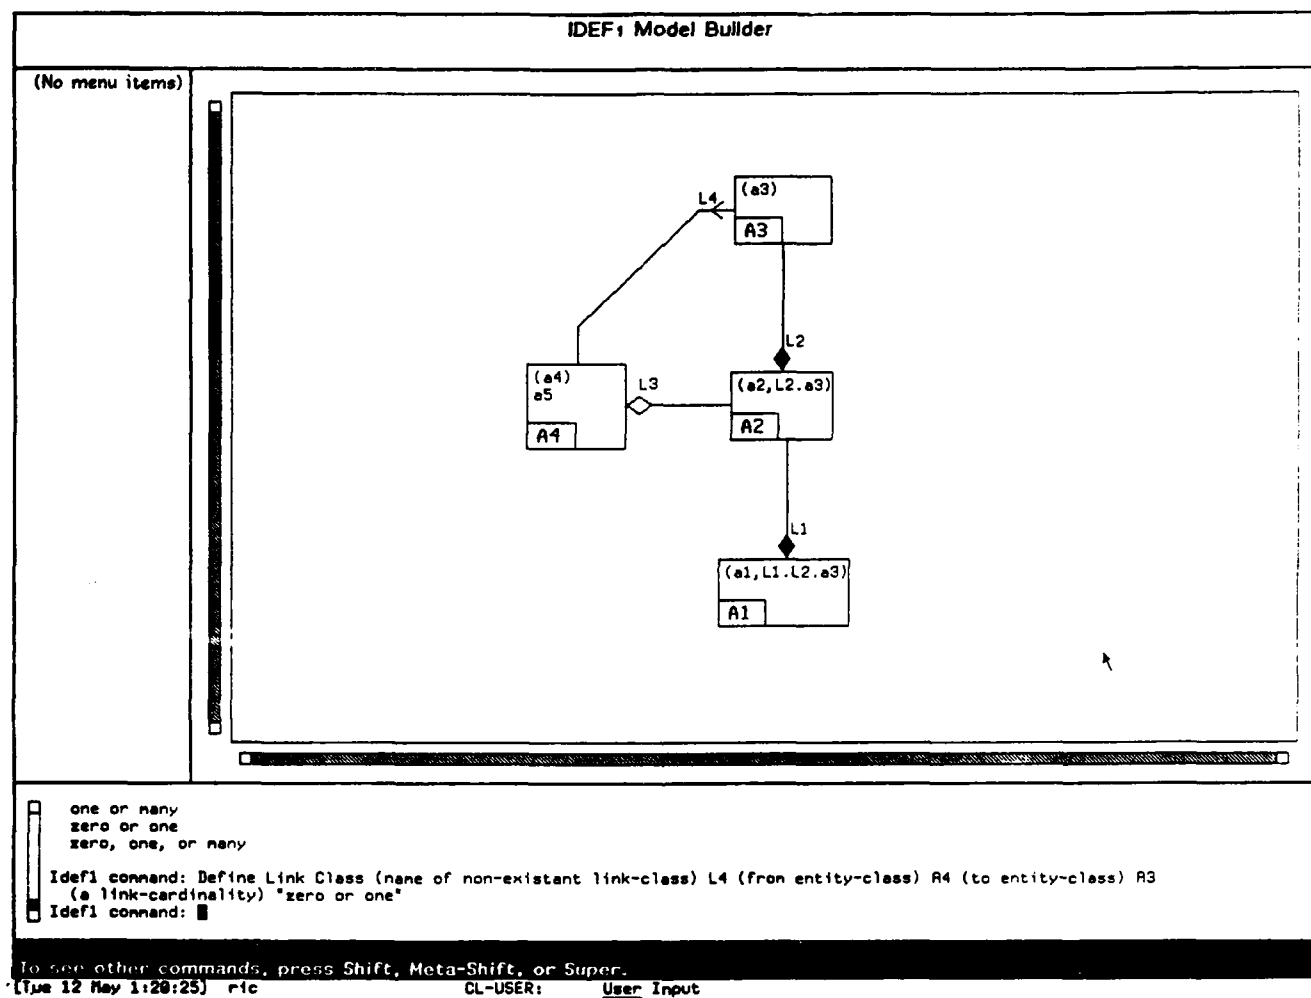 IDEF1 Model Builder
(No menu items)
(a3)
L4
A3
L2
(a4)
a5
L3
(a2,L2.a3)
A4
A2
L1
(a1,L1.L2.a3)
A1
one or many
zero or one
zero, one, or many
Idef1 command: Define Link Class (name of non-existant link-class) L4 (from entity-class) A4 (to entity-class) A3
(a link-cardinality) "zero or one"
Idef1 command:
To see other commands, press Shift, Meta-Shift, or Super.
[Tue 12 May 1:20:25] ric CL-USER: User Input